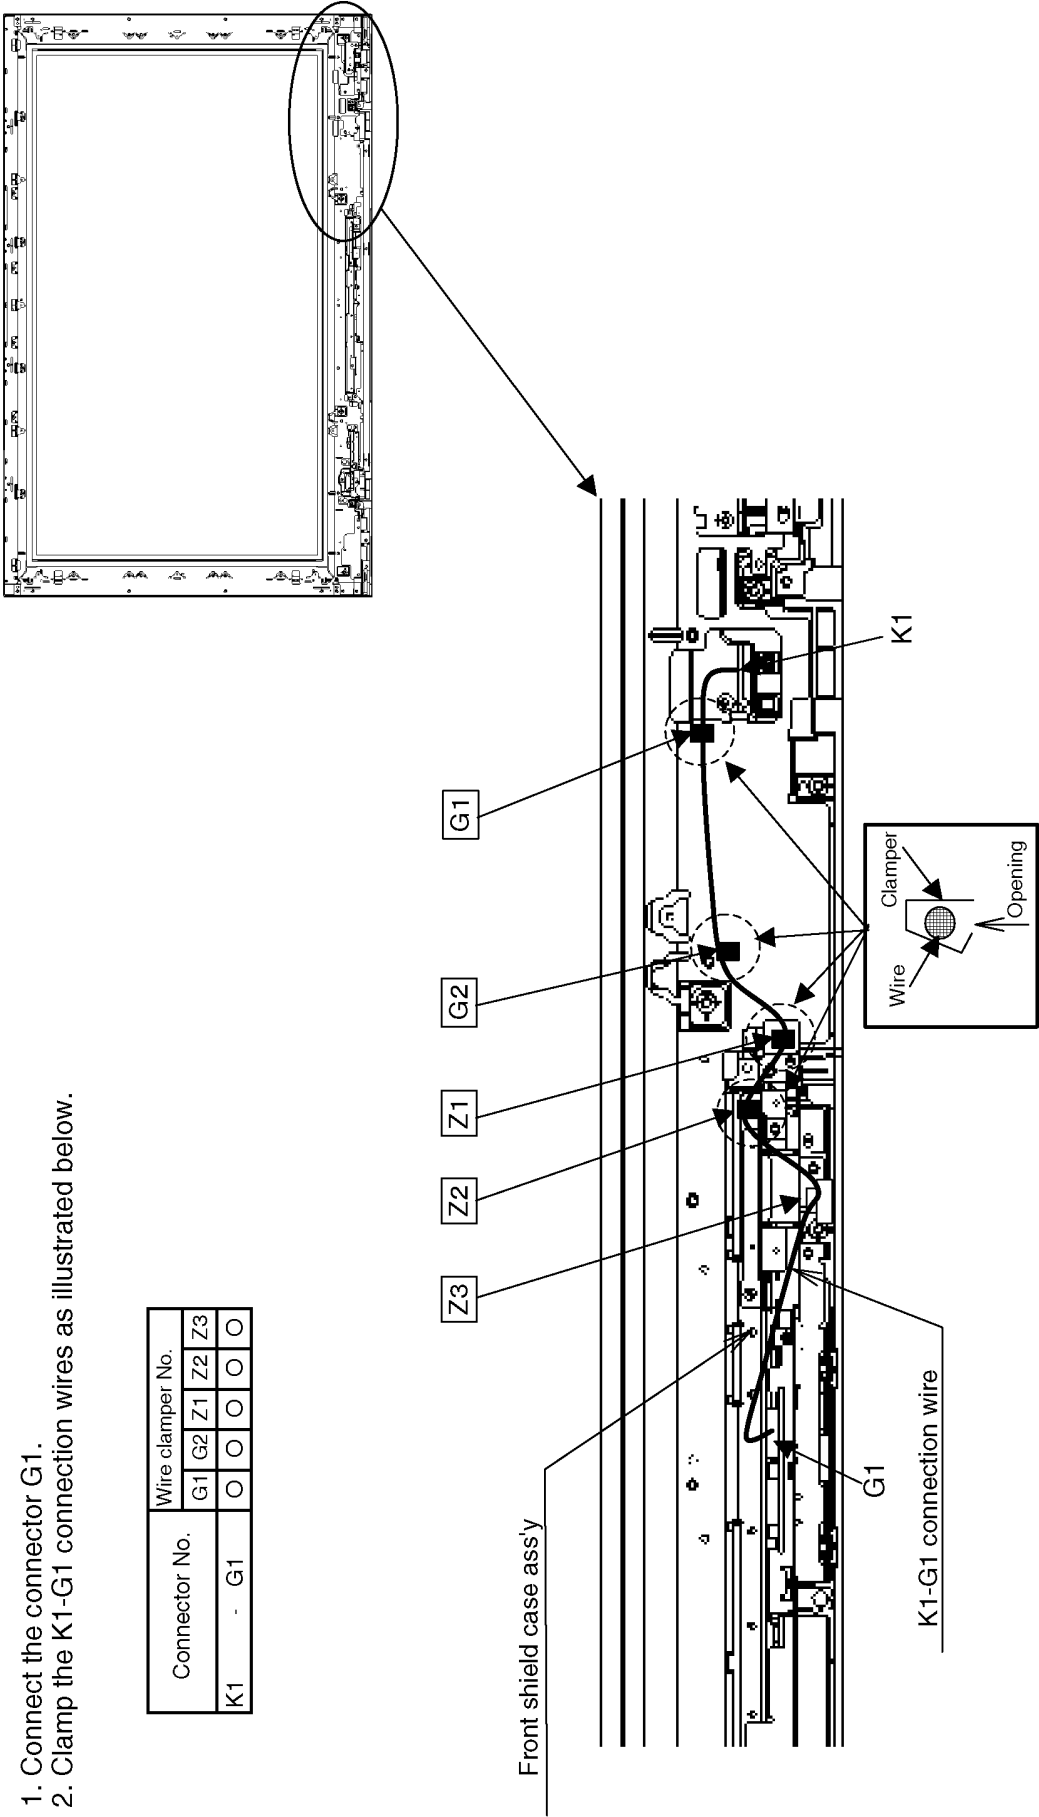 1. Connect the connector G1.
2. Clamp the K1-G1 connection wires as illustrated below.
Connector No.
Wire clamper No.
G1 G2 Z1 Z2 Z3
K1 - G1 O O O O O
Z3
Z2
Z1
G2
G1
Front shield case ass'y
G1
K1-G1 connection wire
K1
Wire
Clamper
Opening